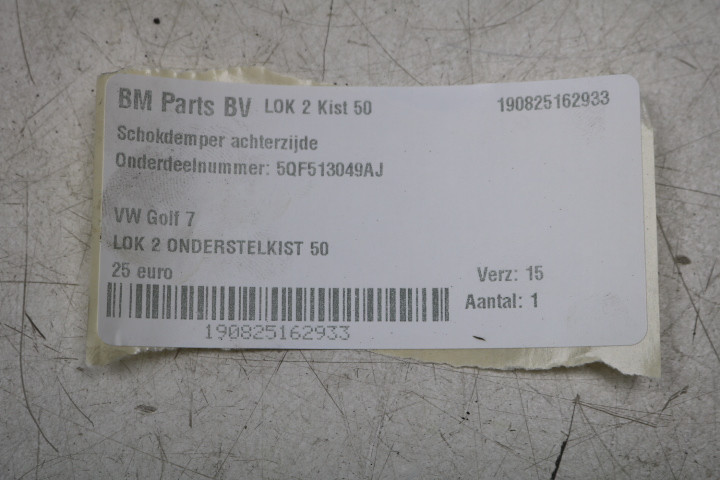 BM Parts BV LOK 2 Kist 50 190825162933
Schokdemper achterzijde
Onderdeelnummer: 5QF513049AJ
VW Golf 7
LOK 2 ONDERSTELKIST 50
25 euro Verz: 15
Aantal: 1
190825162933